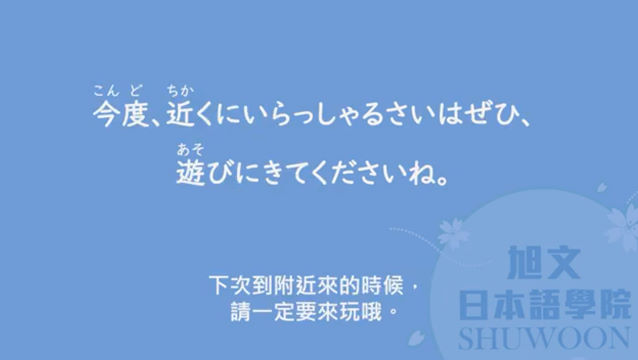 こん ど ちか
今度、近くにいらっしゃるさいはぜひ、
あそ
遊びにきてくださいね。
下次到附近來的時候，
請一定要來玩哦。
旭文
日本語學院
SHUWOON